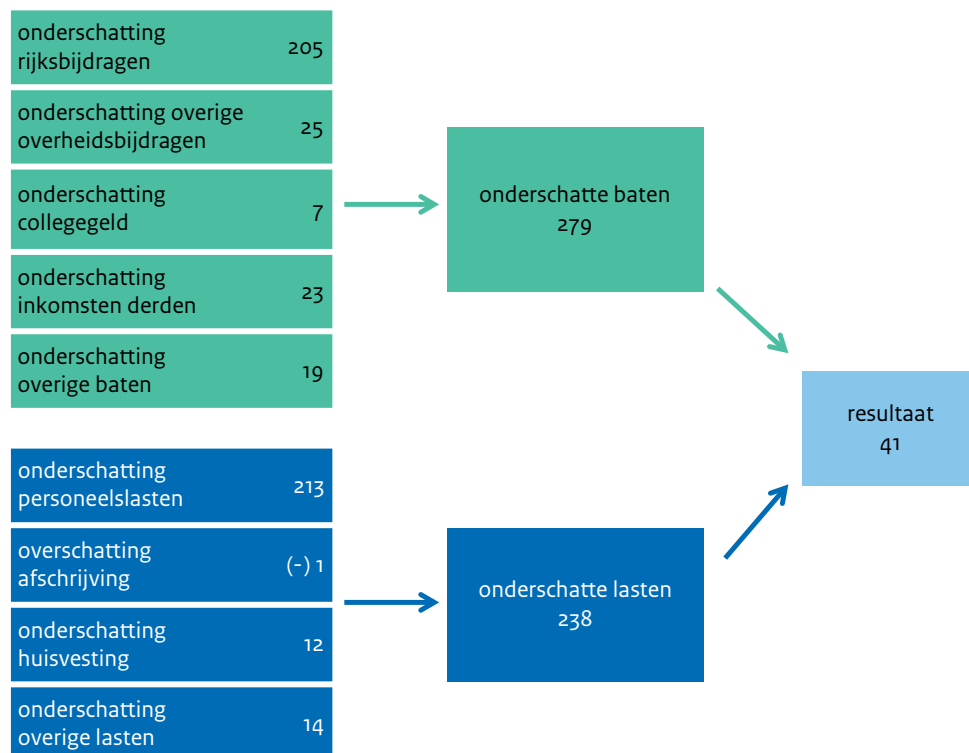 onderschatting
rijksbijdragen 205
onderschatting overige
overheidsbijdragen 25
onderschatting
collegegeld 7
onderschatting
inkomsten derden 23
onderschatting
overige baten 19
onderschatte baten
279
onderschatting
personeelslasten 213
overschatting
afschrijving (-) 1
onderschatting
huisvesting 12
onderschatting
overige lasten 14
onderschatte lasten
238
resultaat
41